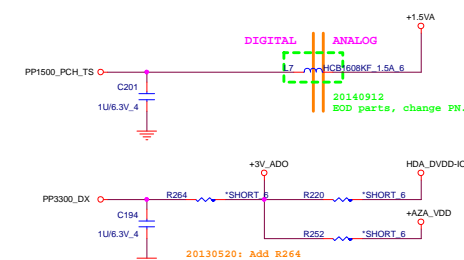 +1.5VA
DIGITAL ANALOG
PP1500_PCH_TS
L7 HCB1608KF_1.5A_6
C201
1U/6.3V_4
20140912
EOD parts, change PN.
+3V_ADO
HDA_DVDD-IO
PP3300_DX
R264 *SHORT_6
R220 *SHORT_6
C194
1U/6.3V_4
+AZA_VDD
R252 *SHORT_6
20130520: Add R264